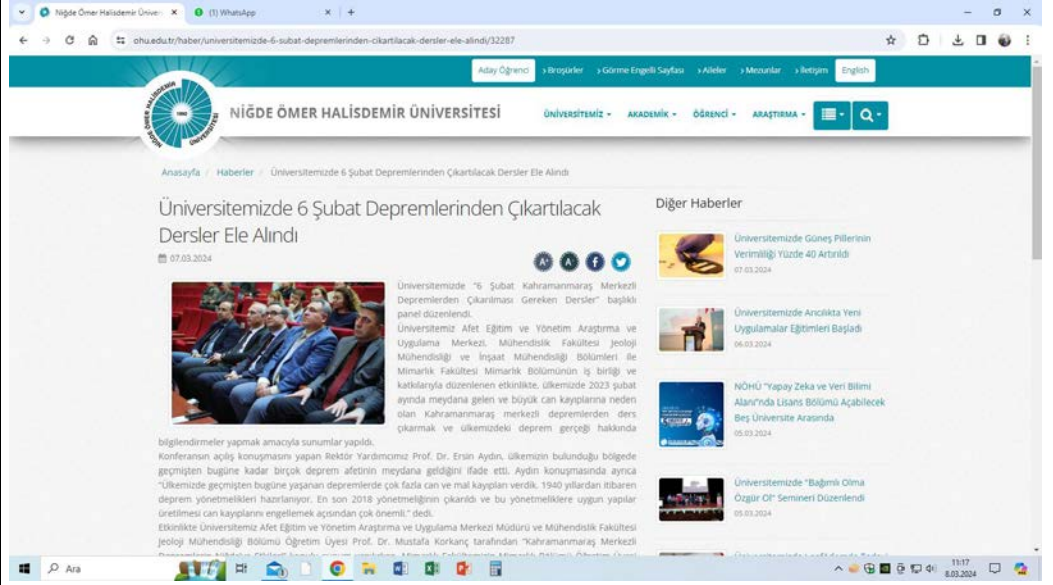 Niğde Ömer Halisdemir Üniver
(1) WhatsApp
ohu.edu.tr/haber/universitemizde-6-subat-depremlerinden-cikartilacak-dersler-ele-alindi/32287
Aday Öğrenci
Broşürler
Görme Engelli Sayfası
Aileler
Mezunlar
İletişim
English
NİĞDE ÖMER HALİSDEMİR ÜNİVERSİTESİ
ÜNİVERSİTEMİZ
AKADEMİK
ÖĞRENCİ
ARAŞTIRMA
Anasayfa / Haberler / Üniversitemizde 6 Şubat Depremlerinden Çıkartılacak Dersler Ele Alındı
Üniversitemizde 6 Şubat Depremlerinden Çıkartılacak
Dersler Ele Alındı
07.03.2024
Üniversitemizde “6 Şubat Kahramanmaraş Merkezli
Depremlerden Çıkarılması Gereken Dersler” başlıklı
panel düzenlendi.
Üniversitemiz Afet Eğitim ve Yönetim Araştırma ve
Uygulama Merkezi, Mühendislik Fakültesi Jeoloji
Mühendisliği ve İnşaat Mühendisliği Bölümleri ile
Mimarlık Fakültesi Mimarlık Bölümünün iş birliği ve
katkılarıyla düzenlenen etkinlikte, ülkemizde 2023 şubat
ayında meydana gelen ve büyük can kayıplarına neden
olan Kahramanmaraş merkezli depremlerden ders
çıkarmak ve ülkemizdeki deprem gerçeği hakkında
bilgilendirmeler yapmak amacıyla sunumlar yapıldı.
Konferansın açılış konuşmasını yapan Rektör Yardımcımız Prof. Dr. Ersin Aydın, ülkemizin bulunduğu bölgede
geçmişten bugüne kadar birçok deprem afetinin meydana geldiğini ifade etti. Aydın konuşmasında ayrıca
“Ülkemizde geçmişten bugüne yaşanan depremlerde çok fazla can ve mal kayıpları verdik. 1940 yıllardan itibaren
deprem yönetmelikleri hazırlanıyor. En son 2018 yönetmeliğinin çıkarıldı ve bu yönetmeliklere uygun yapılar
üretilmesi can kayıplarını engellemek açısından çok önemli.” dedi.
Etkinlikte Üniversitemiz Afet Eğitim ve Yönetim Araştırma ve Uygulama Merkezi Müdürü ve Mühendislik Fakültesi
Jeoloji Mühendisliği Bölümü Öğretim Üyesi Prof. Dr. Mustafa Korkanç tarafından “Kahramanmaraş Merkezli
Diğer Haberler
Üniversitemizde Güneş Pillerinin
Verimliliği Yüzde 40 Artırıldı
07.03.2024
Üniversitemizde Arıcılıkta Yeni
Uygulamalar Eğitimleri Başladı
06.03.2024
NÖHÜ “Yapay Zeka ve Veri Bilimi
Alanı”nda Lisans Bölümü Açabilecek
Beş Üniversite Arasında
05.03.2024
Üniversitemizde “Bağımlı Olma
Özgür Ol” Semineri Düzenlendi
05.03.2024
Ara
11:17
8.03.2024